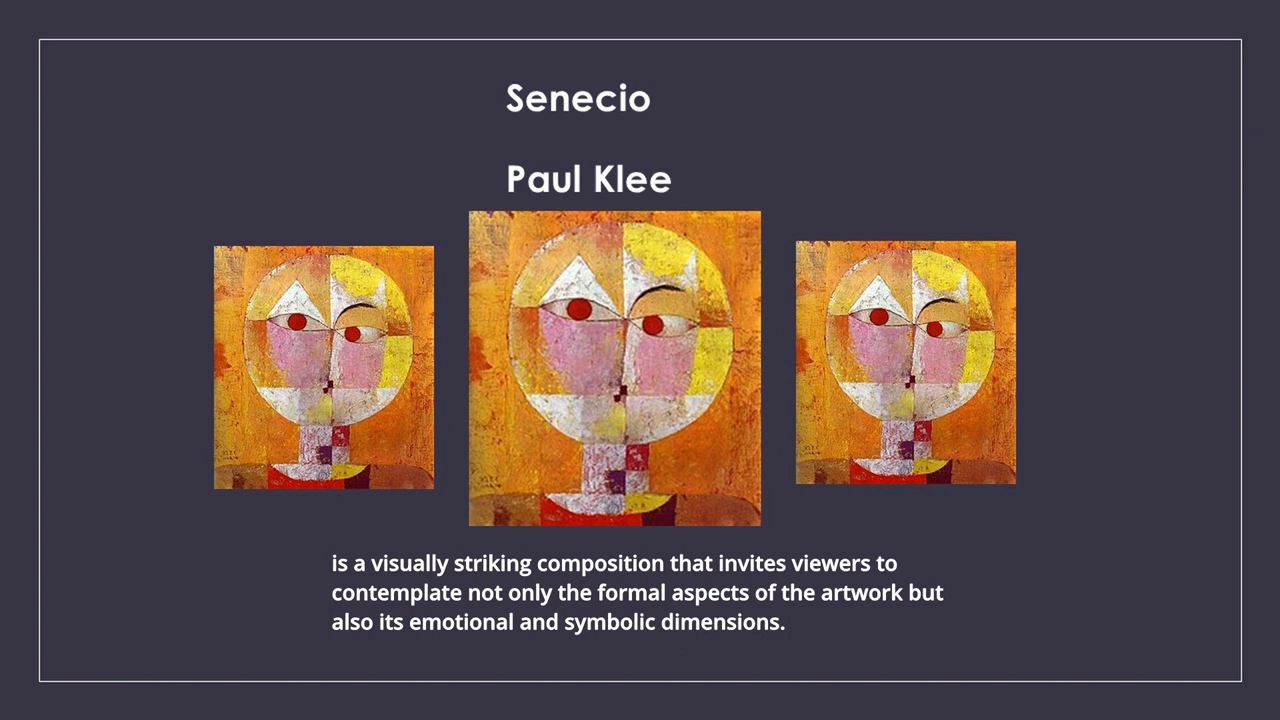 Senecio
Paul Klee
is a visually striking composition that invites viewers to
contemplate not only the formal aspects of the artwork but
also its emotional and symbolic dimensions.